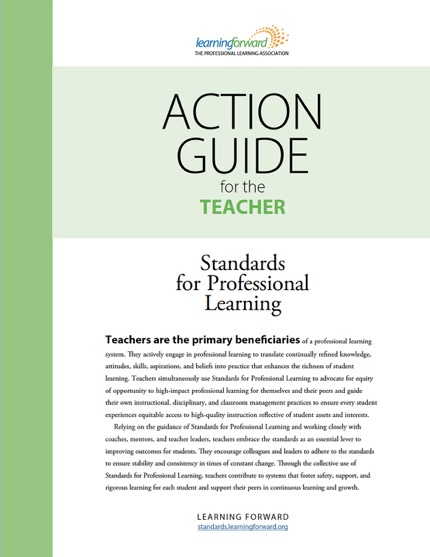 learningforward
THE PROFESSIONAL LEARNING ASSOCIATION
ACTION
GUIDE
for the
TEACHER
Standards
for Professional
Learning
Teachers are the primary beneficiaries of a professional learning
system. They actively engage in professional learning to translate continually refined knowledge,
attitudes, skills, aspirations, and beliefs into practice that enhances the richness of student
learning. Teachers simultaneously use Standards for Professional Learning to advocate for equity
of opportunity to high-impact professional learning for themselves and their peers and guide
their own instructional, disciplinary, and classroom management practices to ensure every student
experiences equitable access to high-quality instruction reflective of student assets and interests.
Relying on the guidance of Standards for Professional Learning and working closely with
coaches, mentors, and teacher leaders, teachers embrace the standards as an essential lever to
improving outcomes for students. They encourage colleagues and leaders to adhere to the standards
to ensure stability and consistency in times of constant change. Through the collective use of
Standards for Professional Learning, teachers contribute to systems that foster safety, support, and
rigorous learning for each student and support their peers in continuous learning and growth.
LEARNING FORWARD
standards.learningforward.org